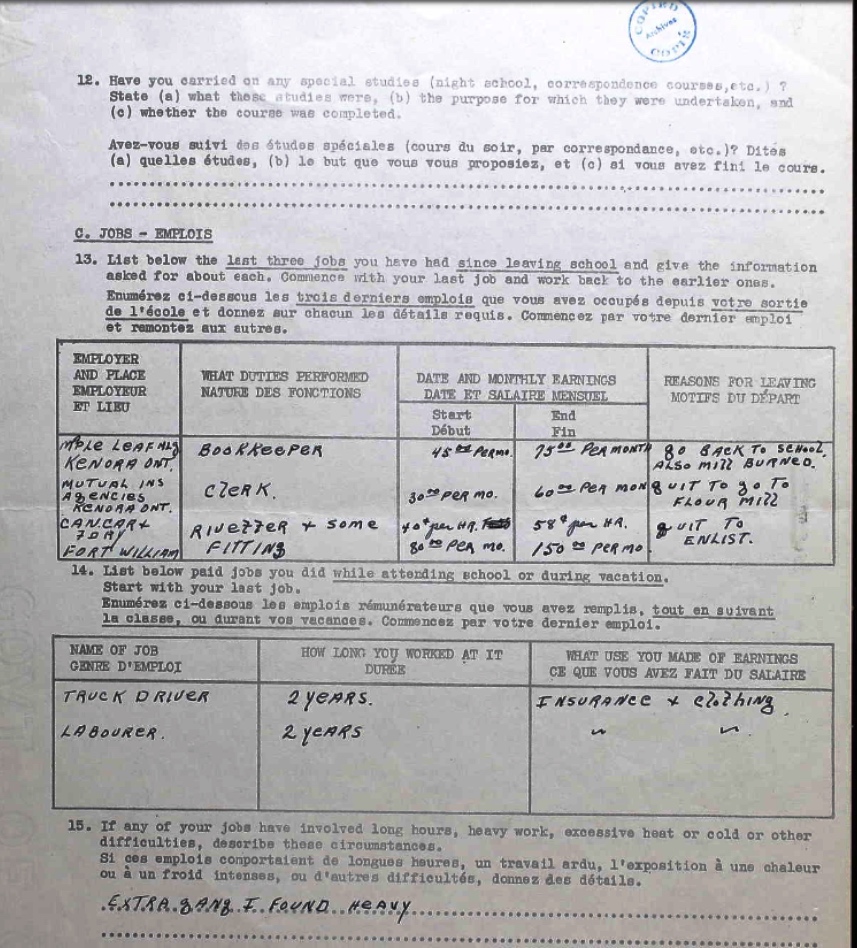 COPIED
Archives
COPIE
12. Have you carried on any special studies (night school, correspondence courses,etc.) ?
State (a) what these studies were, (b) the purpose for which they were undertaken, and
(c) whether the course was completed.
Avez-vous suivi des études spéciales (cours du soir, par correspondance, etc.)? Dites
(a) quelles études, (b) le but que vous vous proposiez, et (c) si vous avez fini le cours.
C. JOBS - EMPLOIS
13. List below the last three jobs you have had since leaving school and give the information
asked for about each. Commence with your last job and work back to the earlier ones.
Enumérez ci-dessous les trois derniers emplois que vous avez occupés depuis votre sortie
de l'école et donnez sur chacun les détails requis. Commencez par votre dernier emploi
et remontez aux autres.
EMPLOYER
AND PLACE
EMPLOYEUR
ET LIEU
WHAT DUTIES PERFORMED
NATURE DES FONCTIONS
DATE AND MONTHLY EARNINGS
DATE ET SALAIRE MENSUEL
Start
Début
End
Fin
REASONS FOR LEAVING
MOTIFS DU DÉPART
MPLE LEAF MLG
KENORA ONT.
BOOKKEEPER
45 00 PER MO.
75 00 PER MONTH
go BACK TO SCHOOL.
ALSO MILL BURNED.
MUTUAL INS
AgENCIES
KENORA ONT.
CLERK.
30 00 PER MO.
60 00 PER MON
qUIT TO gO TO
FLOUR MILL
CAN. CAR +
FDRY
FORT WILLIAM
RIVETTER + SOME
FITTING
40¢ per HR.
80 00 PER MO.
58¢ per HR.
150 00 PER MO
qUIT TO
ENLIST.
14. List below paid jobs you did while attending school or during vacation.
Start with your last job.
Enumérez ci-dessous les emplois rémunérateurs que vous avez remplis, tout en suivant
la classe, ou durant vos vacances. Commencez par votre dernier emploi.
NAME OF JOB
GENRE D'EMPLOI
HOW LONG YOU WORKED AT IT
DURÉE
WHAT USE YOU MADE OF EARNINGS
CE QUE VOUS AVEZ FAIT DU SALAIRE
TRUCK DRIVER
2 yEARS.
INSURANCE + clothing.
LABOURER.
2 yEARS
" "
15. If any of your jobs have involved long hours, heavy work, excessive heat or cold or other
difficulties, describe these circumstances.
Si ces emplois comportaient de longues heures, un travail ardu, l'exposition à une chaleur
ou à un froid intenses, ou d'autres difficultés, donnez des détails.
EXTRA gANg I FOUND HEAVY